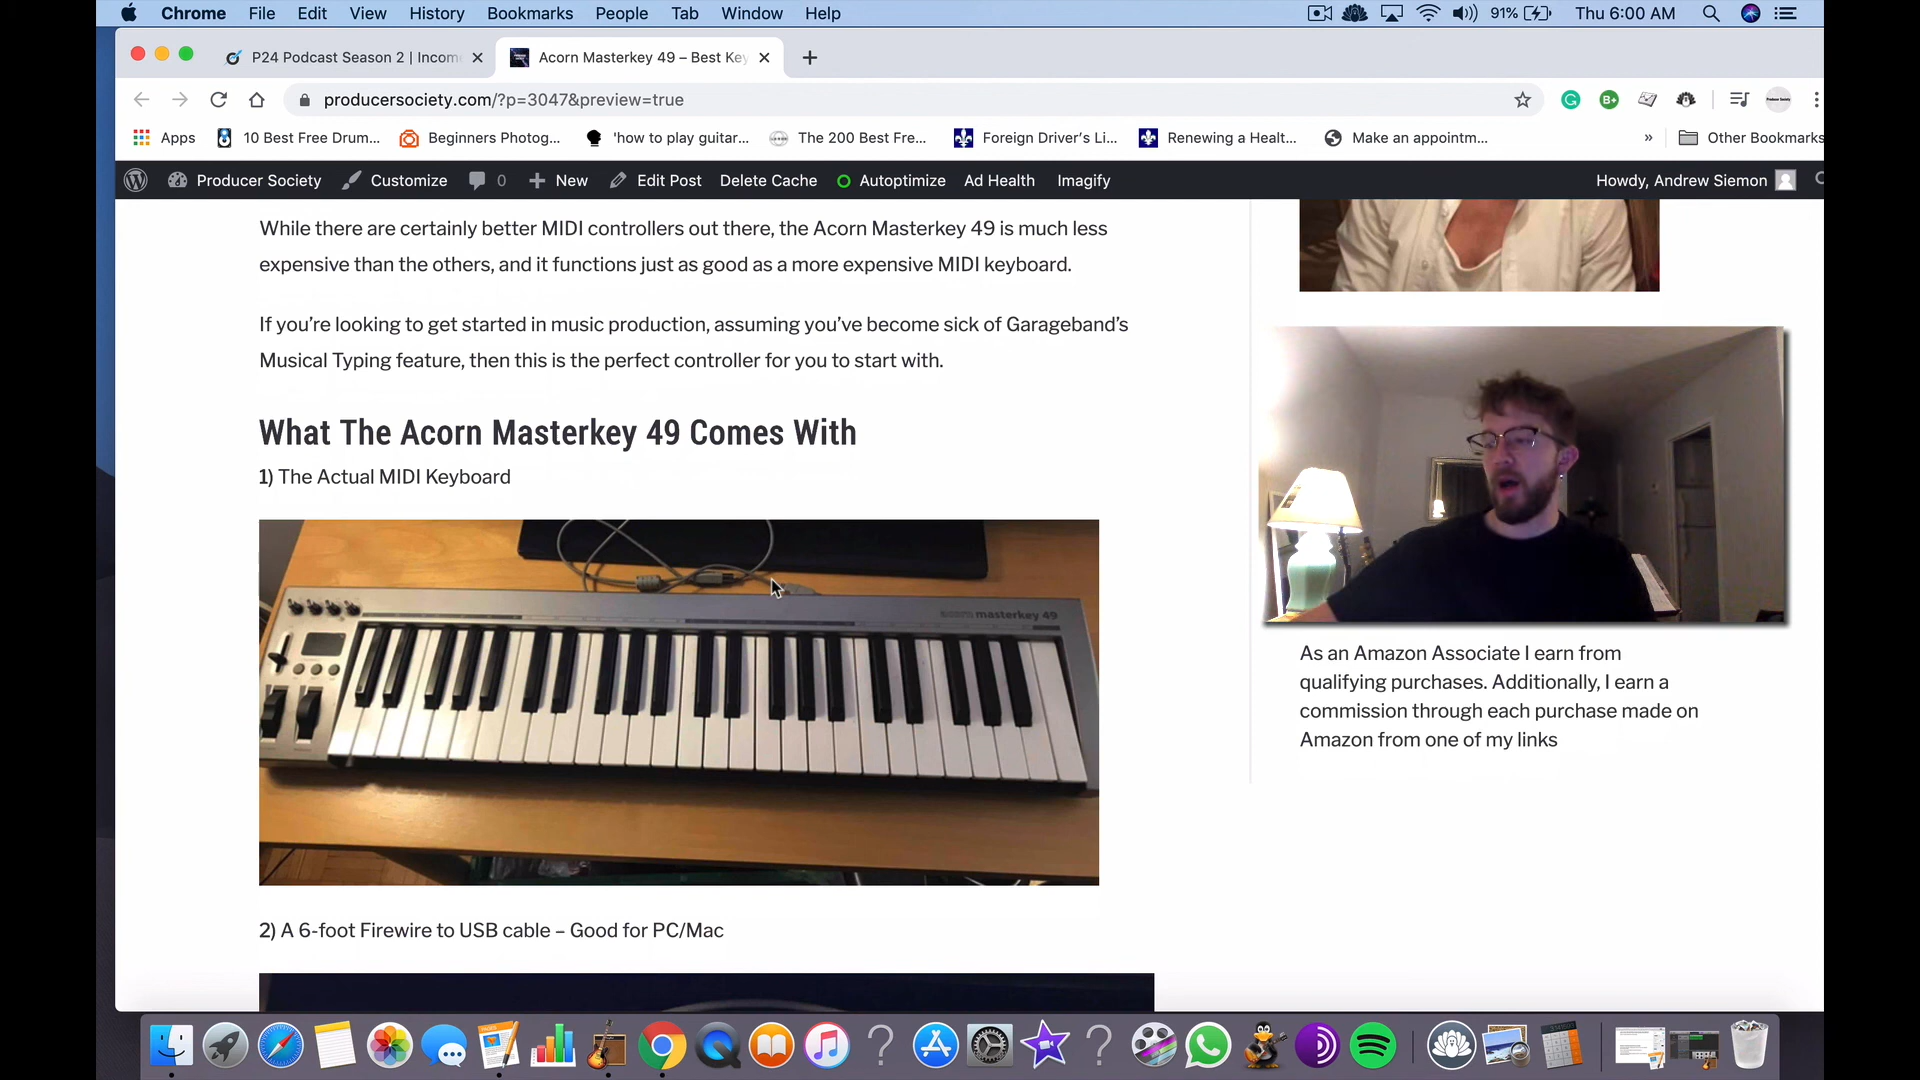 Chrome File Edit View History Bookmarks People Tab Window Help 91% Thu 6:00 AM
P24 Podcast Season 2 | Incom
Acorn Masterkey 49 – Best Key
producersociety.com/?p=3047&preview=true
Apps 10 Best Free Drum... Beginners Photog... 'how to play guitar... The 200 Best Fre... Foreign Driver's Li... Renewing a Healt... Make an appointm... » Other Bookmarks
Producer Society Customize 0 New Edit Post Delete Cache Autoptimize Ad Health Imagify Howdy, Andrew Siemon
While there are certainly better MIDI controllers out there, the Acorn Masterkey 49 is much less
expensive than the others, and it functions just as good as a more expensive MIDI keyboard.
If you're looking to get started in music production, assuming you've become sick of Garageband's
Musical Typing feature, then this is the perfect controller for you to start with.
What The Acorn Masterkey 49 Comes With
1) The Actual MIDI Keyboard
acorn masterkey 49
2) A 6-foot Firewire to USB cable – Good for PC/Mac
As an Amazon Associate I earn from
qualifying purchases. Additionally, I earn a
commission through each purchase made on
Amazon from one of my links